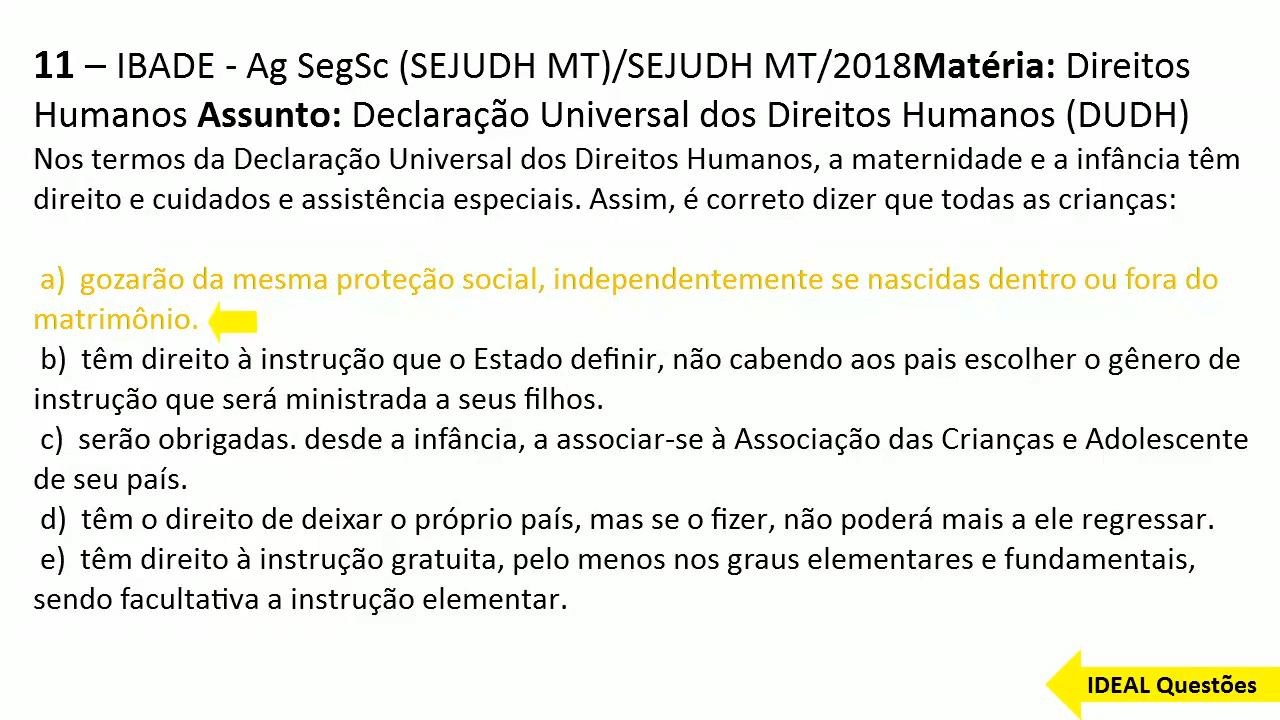 11 – IBADE - Ag SegSc (SEJUDH MT)/SEJUDH MT/2018Matéria: Direitos
Humanos Assunto: Declaração Universal dos Direitos Humanos (DUDH)
Nos termos da Declaração Universal dos Direitos Humanos, a maternidade e a infância têm
direito e cuidados e assistência especiais. Assim, é correto dizer que todas as crianças:
a) gozarão da mesma proteção social, independentemente se nascidas dentro ou fora do
matrimônio.
b) têm direito à instrução que o Estado definir, não cabendo aos pais escolher o gênero de
instrução que será ministrada a seus filhos.
c) serão obrigadas. desde a infância, a associar-se à Associação das Crianças e Adolescente
de seu país.
d) têm o direito de deixar o próprio país, mas se o fizer, não poderá mais a ele regressar.
e) têm direito à instrução gratuita, pelo menos nos graus elementares e fundamentais,
sendo facultativa a instrução elementar.
IDEAL Questões